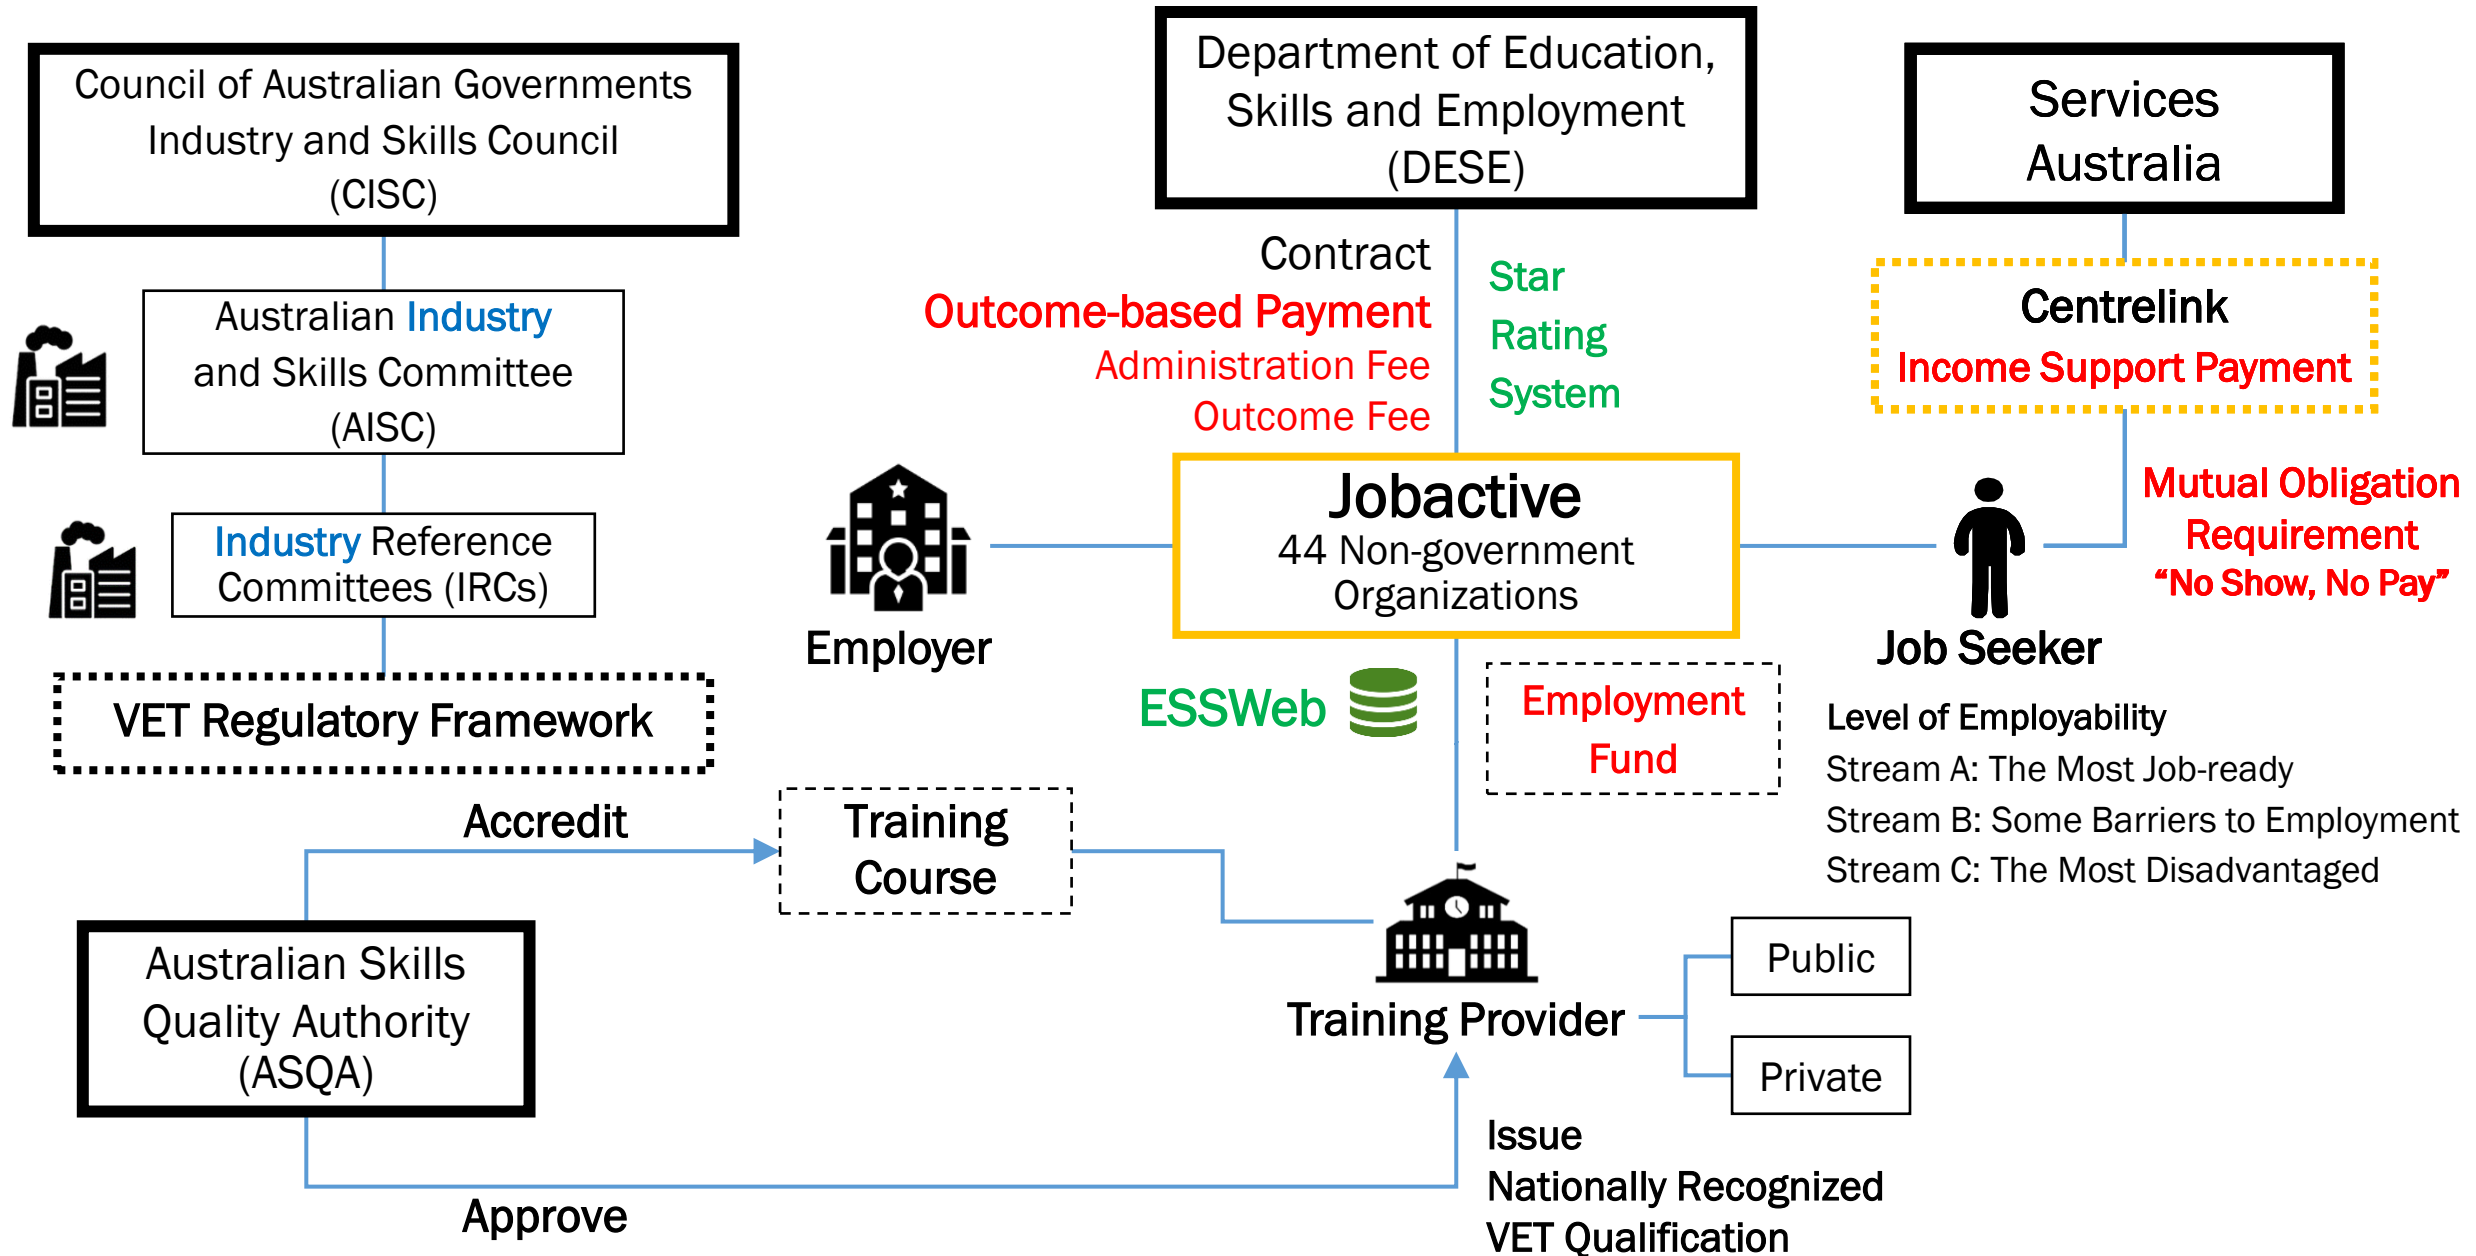 Council of Australian Governments
Industry and Skills Council
(CISC)
Department of Education,
Skills and Employment
(DESE)
Services
Australia
Contract
Outcome-based Payment
Administration Fee
Outcome Fee
Star
Rating
System
Centrelink
Income Support Payment
Australian Industry
and Skills Committee
(AISC)
Industry Reference
Committees (IRCs)
VET Regulatory Framework
Employer
Jobactive
44 Non-government
Organizations
Mutual Obligation
Requirement
“No Show, No Pay”
Job Seeker
Level of Employability
Stream A: The Most Job-ready
Stream B: Some Barriers to Employment
Stream C: The Most Disadvantaged
ESSWeb
Employment
Fund
Accredit
Training
Course
Australian Skills
Quality Authority
(ASQA)
Training Provider
Public
Private
Approve
Issue
Nationally Recognized
VET Qualification